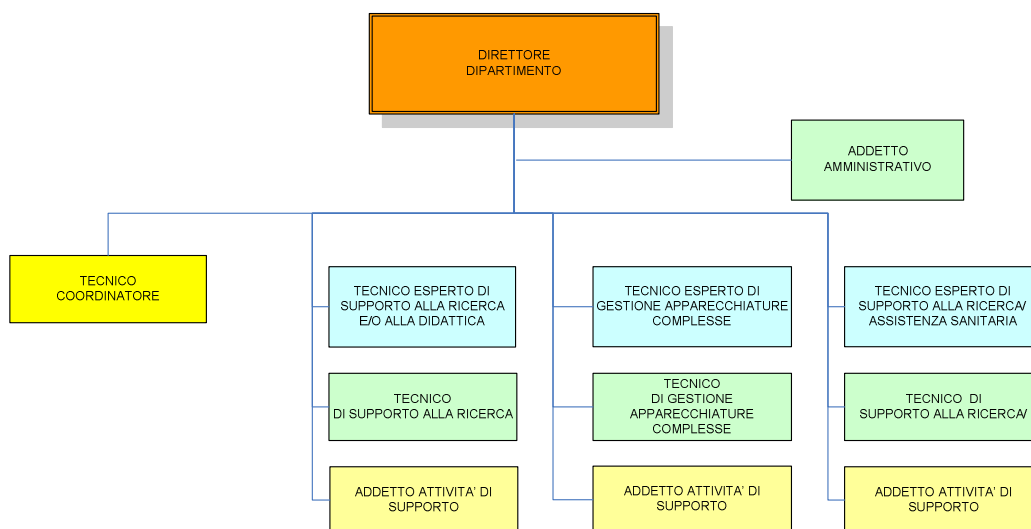 DIRETTORE
DIPARTIMENTO
ADDETTO
AMMINISTRATIVO
TECNICO
COORDINATORE
TECNICO ESPERTO DI
SUPPORTO ALLA RICERCA
E/O ALLA DIDATTICA
TECNICO ESPERTO DI
GESTIONE APPARECCHIATURE
COMPLESSE
TECNICO ESPERTO DI
SUPPORTO ALLA RICERCA/
ASSISTENZA SANITARIA
TECNICO
DI SUPPORTO ALLA RICERCA
TECNICO
DI GESTIONE
APPARECCHIATURE
COMPLESSE
TECNICO DI
SUPPORTO ALLA RICERCA/
ADDETTO ATTIVITA' DI
SUPPORTO
ADDETTO ATTIVITA' DI
SUPPORTO
ADDETTO ATTIVITA' DI
SUPPORTO